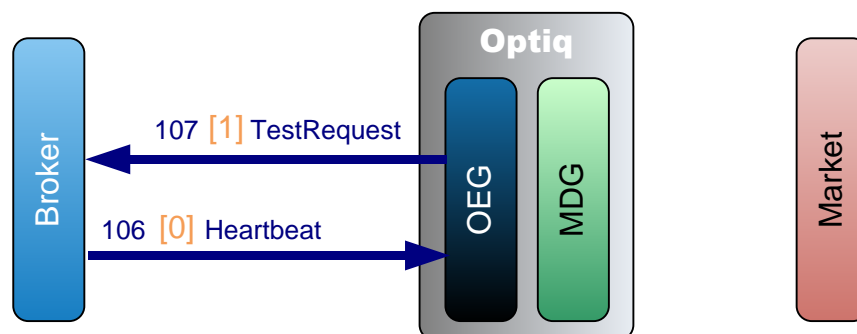 Optiq
107 [1] TestRequest
Broker
OEG
MDG
Market
106 [0] Heartbeat